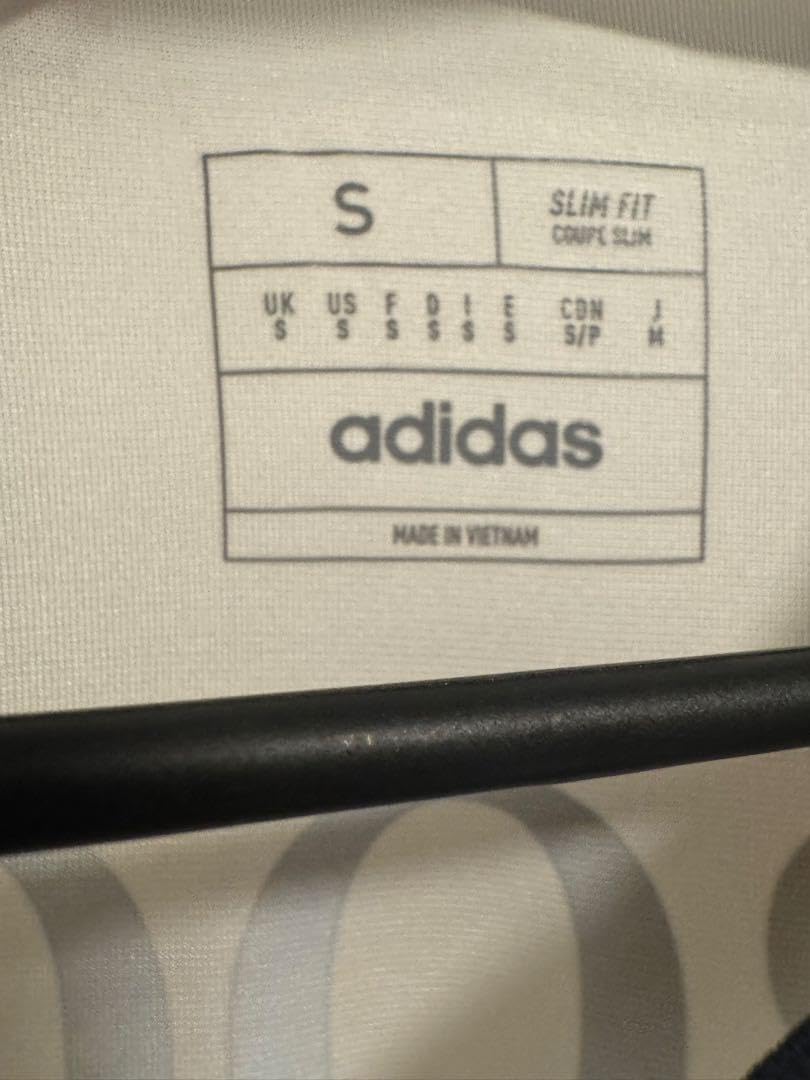 S
SLIM FIT
COUPE SLIM
UK US F D I E CDN J
S S S S S S S/P M
adidas
MADE IN VIETNAM